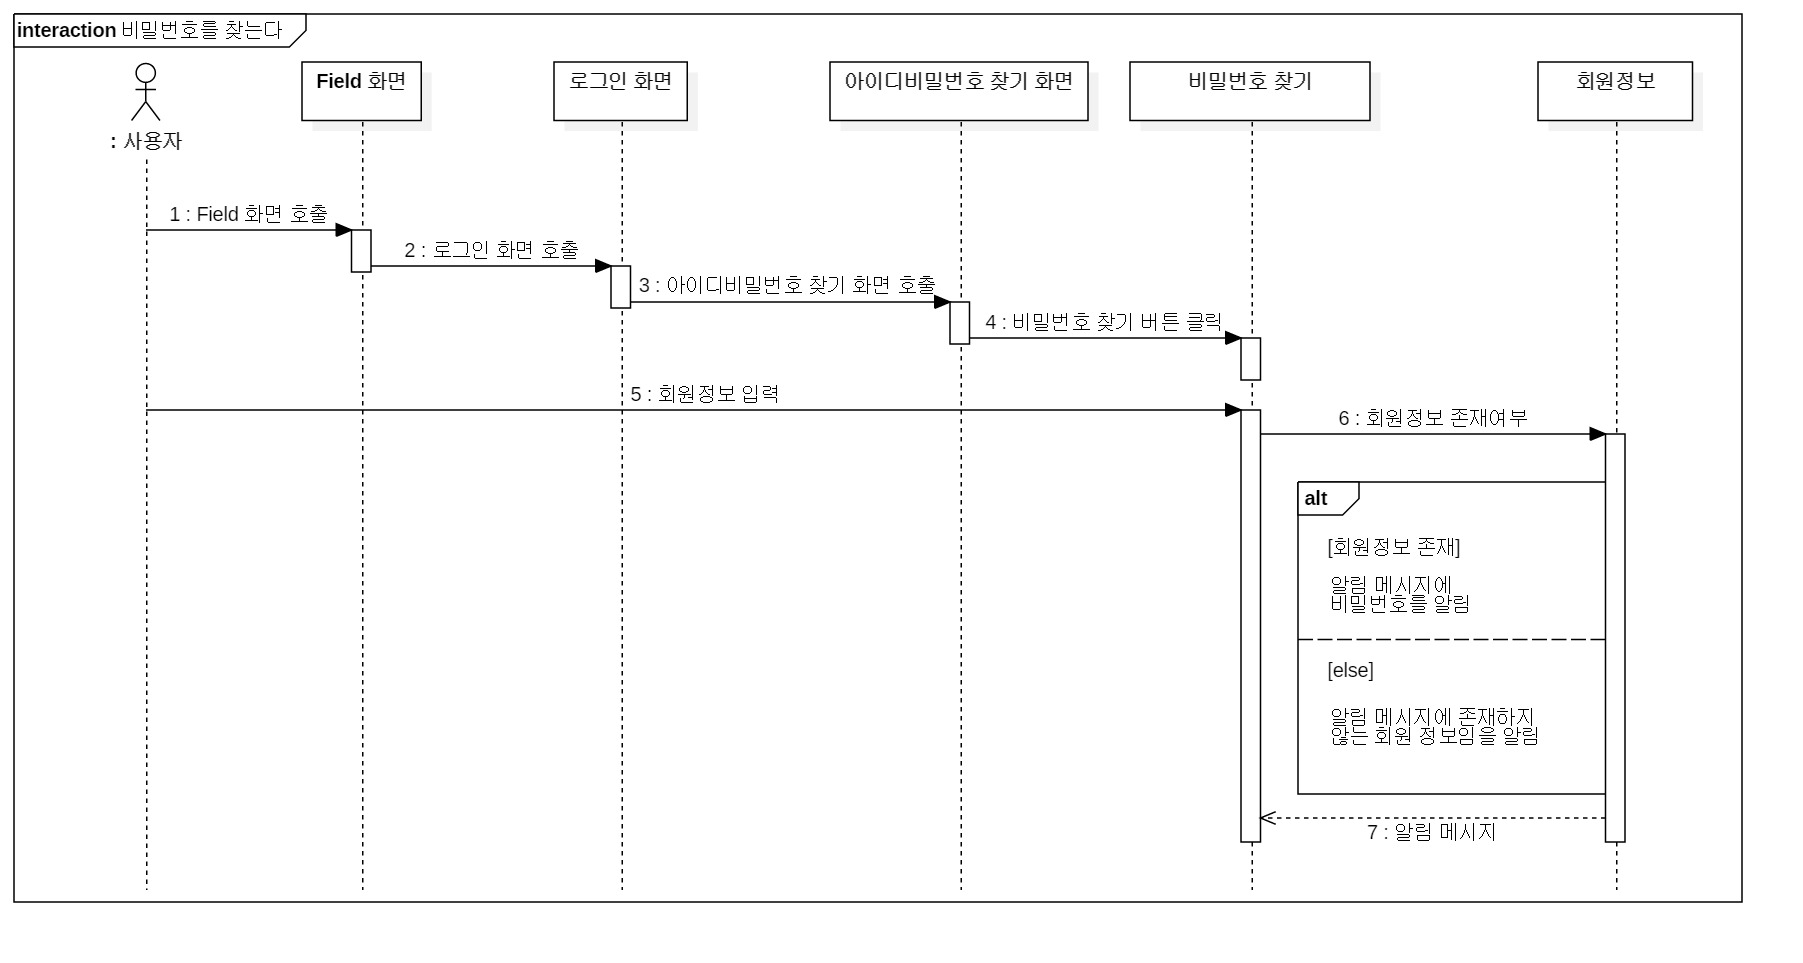 interaction 비밀번호를 찾는다
Field 화면
로그인 화면
아이디비밀번호 찾기 화면
비밀번호 찾기
회원정보
: 사용자
1 : Field 화면 호출
2 : 로그인 화면 호출
3 : 아이디비밀번호 찾기 화면 호출
4 : 비밀번호 찾기 버튼 클릭
5 : 회원정보 입력
6 : 회원정보 존재여부
alt
[회원정보 존재]
알림 메시지에
비밀번호를 알림
[else]
알림 메시지에 존재하지
않는 회원 정보임을 알림
7 : 알림 메시지